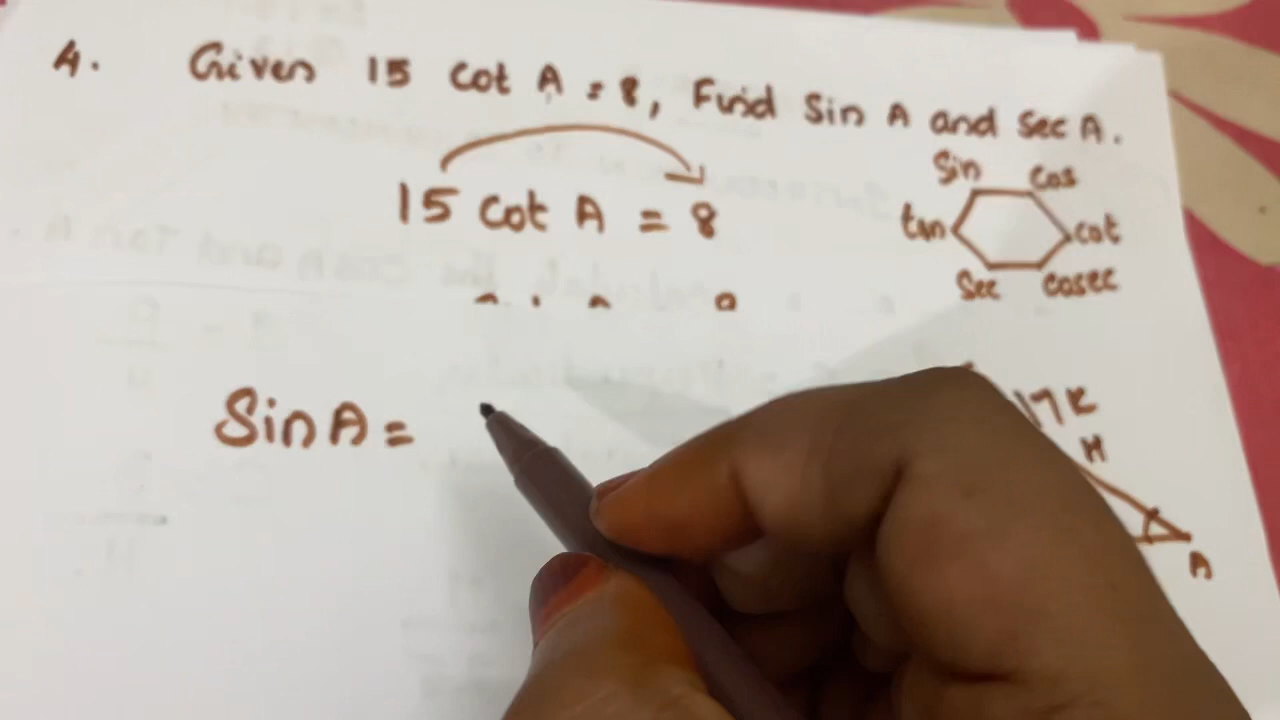 4. Given 15 cot A = 8, Find Sin A and Sec A.
15 cot A = 8
Sin cos
tan cot
Sec cosec
17K
H
A
Sin A =